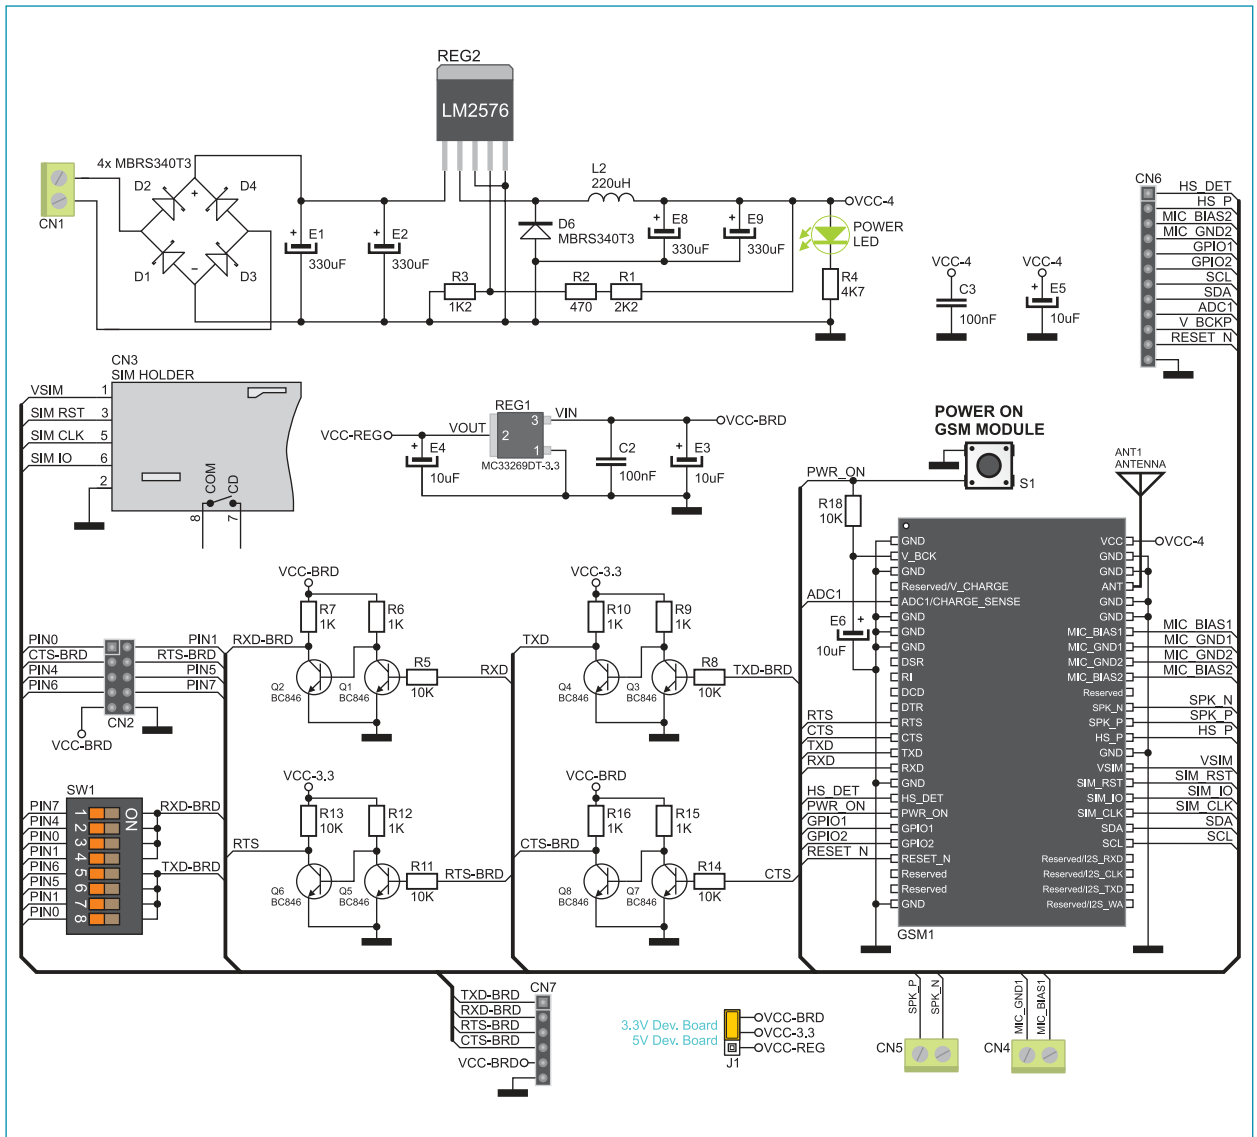 REG2
LM2576
4x MBRS340T3
D2
D4
+
D1
D3
−
CN1
+
E1
330uF
+
E2
330uF
L2
220uH
D6
MBRS340T3
+
E8
330uF
+
E9
330uF
VCC-4
POWER
LED
R3
1K2
R2
470
R1
2K2
R4
4K7
VCC-4
C3
100nF
VCC-4
+
E5
10uF
CN6
HS_DET
HS_P
MIC_BIAS2
MIC_GND2
GPIO1
GPIO2
SCL
SDA
ADC1
V_BCKP
RESET_N
CN3
SIM HOLDER
VSIM 1
SIM RST 3
SIM CLK 5
SIM IO 6
2
COM
CD
8
7
REG1
VCC-REG
VOUT
2
3
1
VIN
VCC-BRD
MC33269DT-3.3
+
E4
10uF
C2
100nF
+
E3
10uF
POWER ON
GSM MODULE
S1
PWR_ON
R18
10K
ANT1
ANTENNA
ADC1
+
E6
10uF
RTS
CTS
TXD
RXD
HS_DET
PWR_ON
GPIO1
GPIO2
RESET_N
GND
V_BCK
GND
Reserved/V_CHARGE
ADC1/CHARGE_SENSE
GND
GND
GND
DSR
RI
DCD
DTR
RTS
CTS
TXD
RXD
GND
HS_DET
PWR_ON
GPIO1
GPIO2
RESET_N
Reserved
Reserved
GND
VCC
GND
GND
ANT
GND
GND
MIC_BIAS1
MIC_GND1
MIC_GND2
MIC_BIAS2
Reserved
SPK_N
SPK_P
HS_P
GND
VSIM
SIM_RST
SIM_IO
SIM_CLK
SDA
SCL
Reserved/I2S_RXD
Reserved/I2S_CLK
Reserved/I2S_TXD
Reserved/I2S_WA
GSM1
VCC-4
MIC_BIAS1
MIC_GND1
MIC_GND2
MIC_BIAS2
SPK_N
SPK_P
HS_P
VSIM
SIM_RST
SIM_IO
SIM_CLK
SDA
SCL
PIN0
CTS-BRD
PIN4
PIN6
PIN1
RTS-BRD
PIN5
PIN7
CN2
VCC-BRD
VCC-BRD
R7
1K
R6
1K
RXD-BRD
Q2
BC846
Q1
BC846
R5
10K
RXD
VCC-3.3
R10
1K
R9
1K
TXD
Q4
BC846
Q3
BC846
R8
10K
TXD-BRD
SW1
ON
1
2
3
4
5
6
7
8
PIN7
PIN4
PIN0
PIN1
PIN6
PIN5
PIN1
PIN0
RXD-BRD
TXD-BRD
VCC-3.3
R13
10K
R12
1K
RTS
Q6
BC846
Q5
BC846
R11
10K
RTS-BRD
VCC-BRD
R16
1K
R15
1K
CTS-BRD
Q8
BC846
Q7
BC846
R14
10K
CTS
CN7
TXD-BRD
RXD-BRD
RTS-BRD
CTS-BRD
VCC-BRD
3.3V Dev. Board
5V Dev. Board
VCC-BRD
VCC-3.3
VCC-REG
J1
SPK_P
SPK_N
CN5
MIC_GND1
MIC_BIAS1
CN4